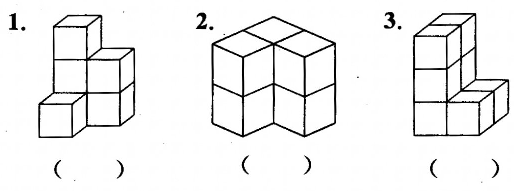 1. 2. 3.
( ) ( ) ( )